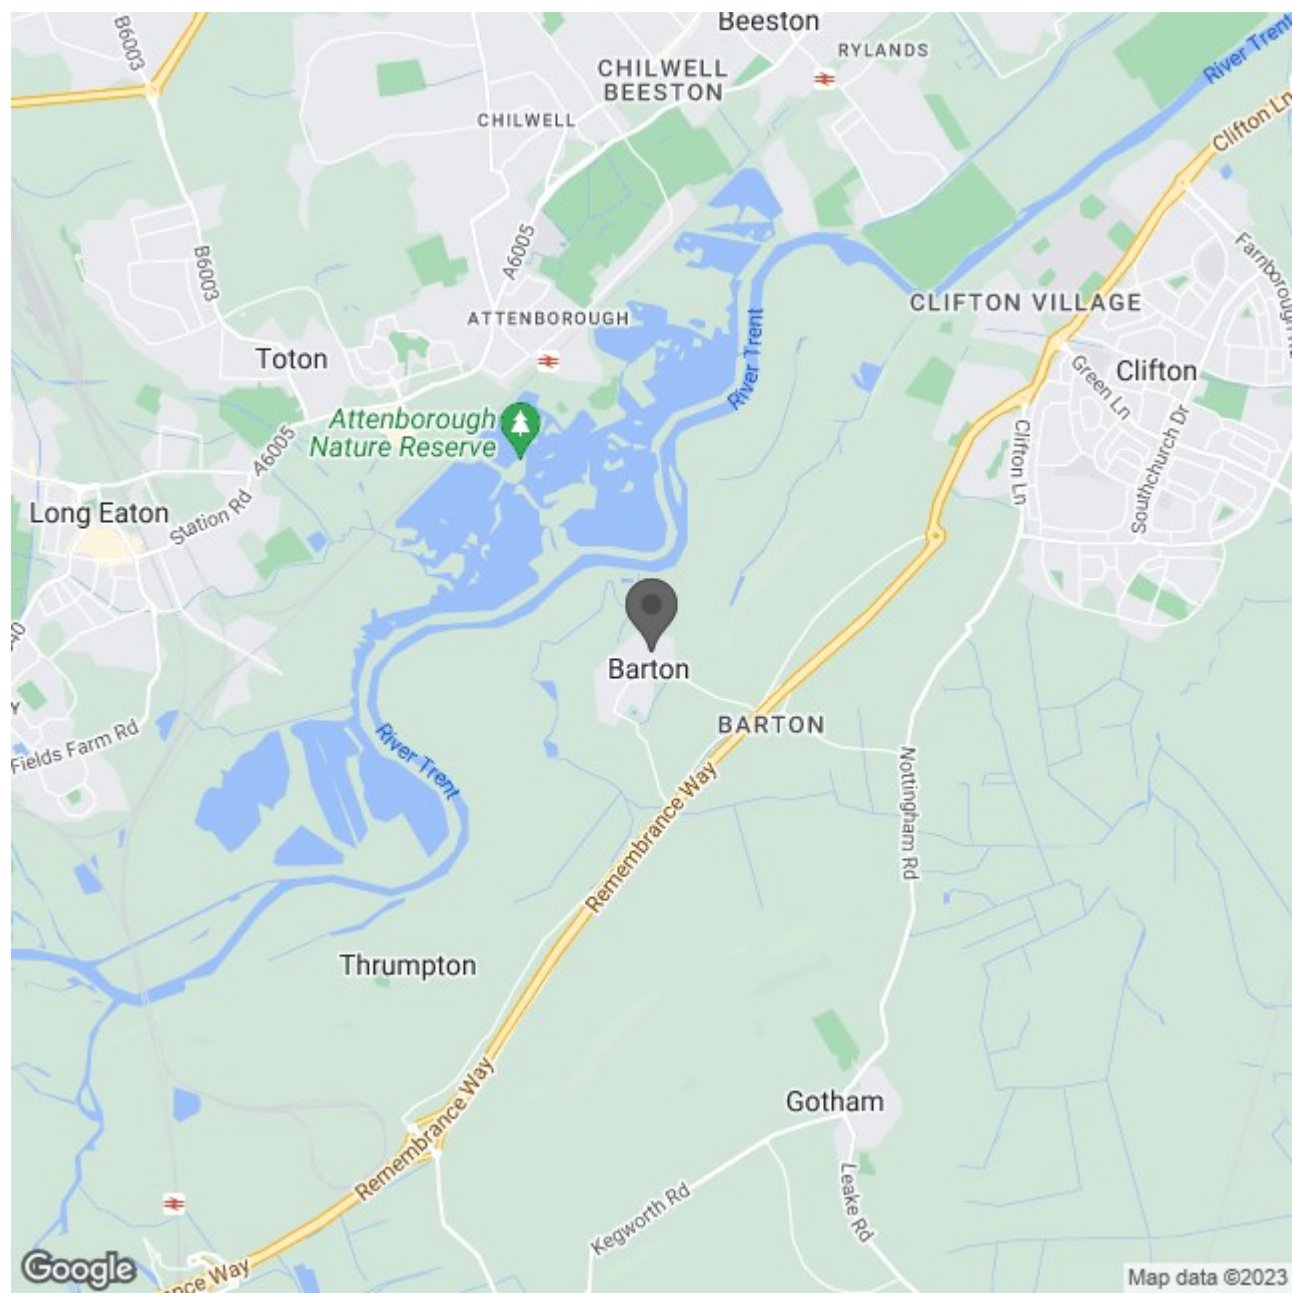 Beeston
RYLANDS
River Trent
B6003
CHILWELL
BEESTON
Clifton Ln
CHILWELL
A6005
B6003
Farnborough
CLIFTON VILLAGE
ATTENBOROUGH
River Trent
Toton
Clifton
Green Ln
Attenborough
Nature Reserve
A6005
Clifton Ln
Southchurch Dr
Long Eaton
Station Rd
Barton
BARTON
Fields Farm Rd
River Trent
Nottingham Rd
Remembrance Way
Thrumpton
Remembrance Way
Gotham
Leake Rd
Kegworth Rd
ance Way
Google
Map data ©2023